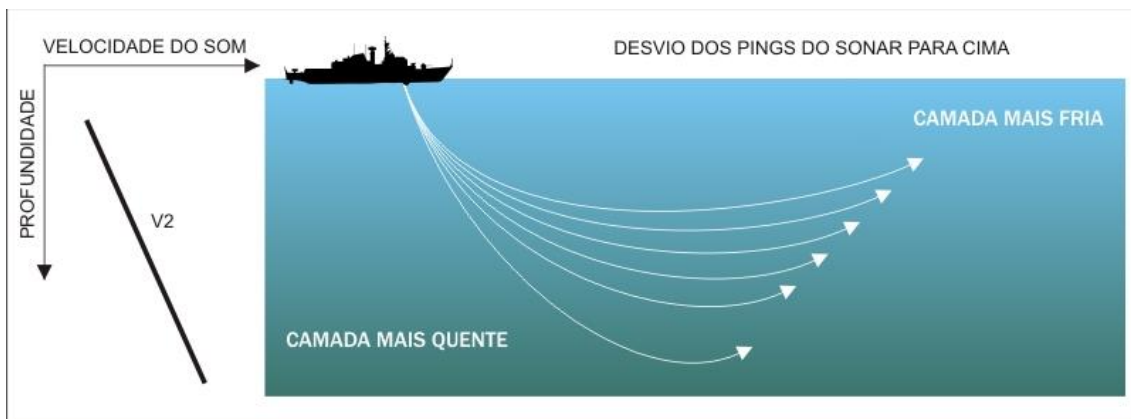 VELOCIDADE DO SOM
DESVIO DOS PINGS DO SONAR PARA CIMA
PROFUNDIDADE
V2
CAMADA MAIS FRIA
CAMADA MAIS QUENTE